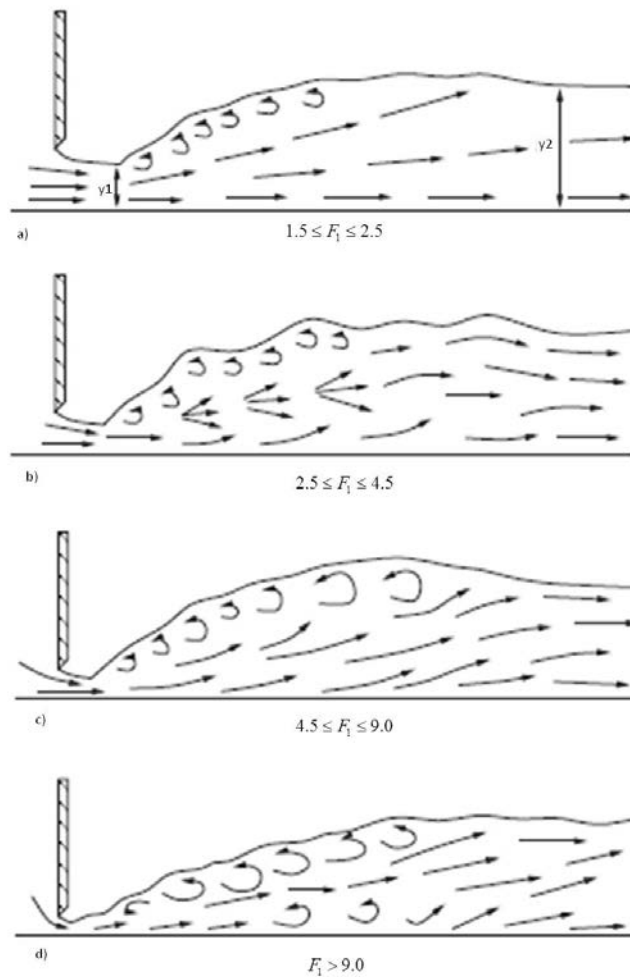 y1
y2
a)
1.5 ≤ F₁ ≤ 2.5
b)
2.5 ≤ F₁ ≤ 4.5
c)
4.5 ≤ F₁ ≤ 9.0
d)
F₁ > 9.0